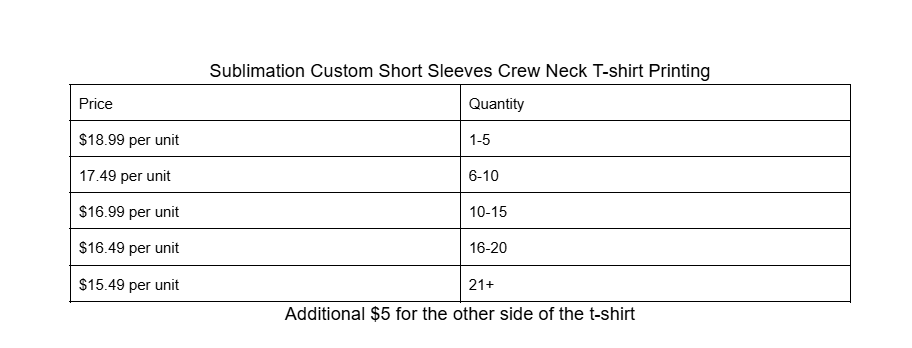 Sublimation Custom Short Sleeves Crew Neck T-shirt Printing
Price Quantity
$18.99 per unit 1-5
17.49 per unit 6-10
$16.99 per unit 10-15
$16.49 per unit 16-20
$15.49 per unit 21+
Additional $5 for the other side of the t-shirt